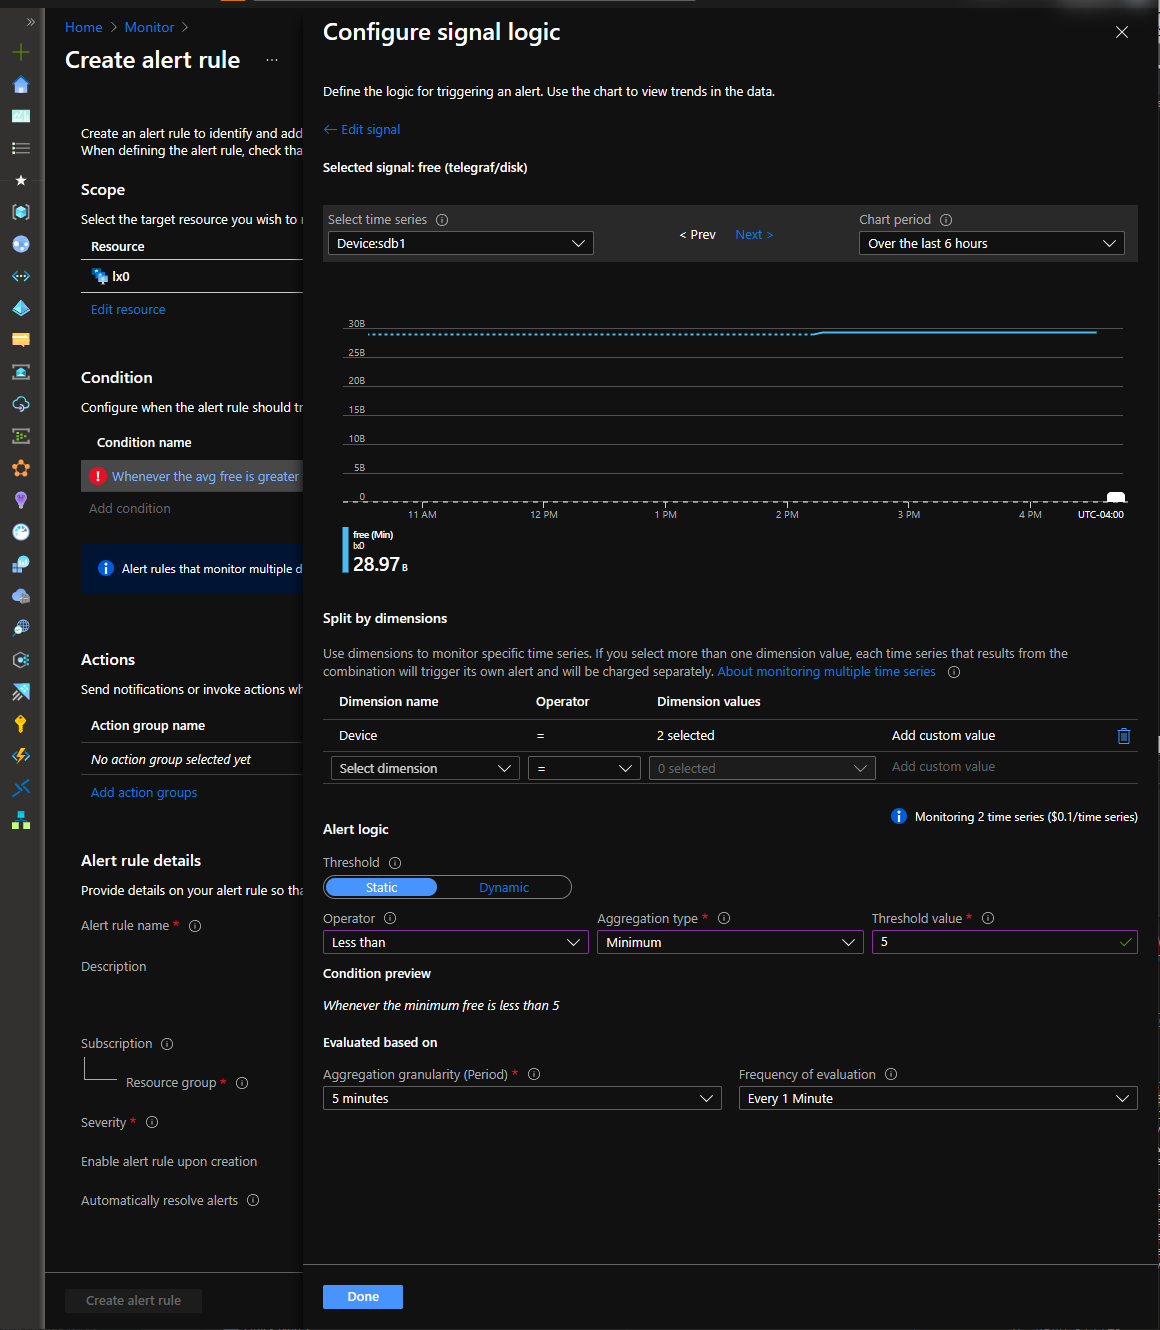 Home > Monitor >
Create alert rule ...
Create an alert rule to identify and add
When defining the alert rule, check tha
Scope
Select the target resource you wish to
Resource
lx0
Edit resource
Condition
Configure when the alert rule should tr
Condition name
Whenever the avg free is greater
Add condition
Alert rules that monitor multiple d
Actions
Send notifications or invoke actions wh
Action group name
No action group selected yet
Add action groups
Alert rule details
Provide details on your alert rule so tha
Alert rule name *
Description
Subscription
Resource group *
Severity *
Enable alert rule upon creation
Automatically resolve alerts
Create alert rule
Configure signal logic
Define the logic for triggering an alert. Use the chart to view trends in the data.
← Edit signal
Selected signal: free (telegraf/disk)
Select time series
Device:sdb1
< Prev Next >
Chart period
Over the last 6 hours
30B
25B
20B
15B
10B
5B
0
11 AM 12 PM 1 PM 2 PM 3 PM 4 PM UTC-04:00
free (Min)
lx0
28.97 B
Split by dimensions
Use dimensions to monitor specific time series. If you select more than one dimension value, each time series that results from the
combination will trigger its own alert and will be charged separately. About monitoring multiple time series
Dimension name Operator Dimension values
Device = 2 selected Add custom value
Select dimension = 0 selected Add custom value
Monitoring 2 time series ($0.1/time series)
Alert logic
Threshold
Static Dynamic
Operator Aggregation type * Threshold value *
Less than Minimum 5
Condition preview
Whenever the minimum free is less than 5
Evaluated based on
Aggregation granularity (Period) * Frequency of evaluation
5 minutes Every 1 Minute
Done